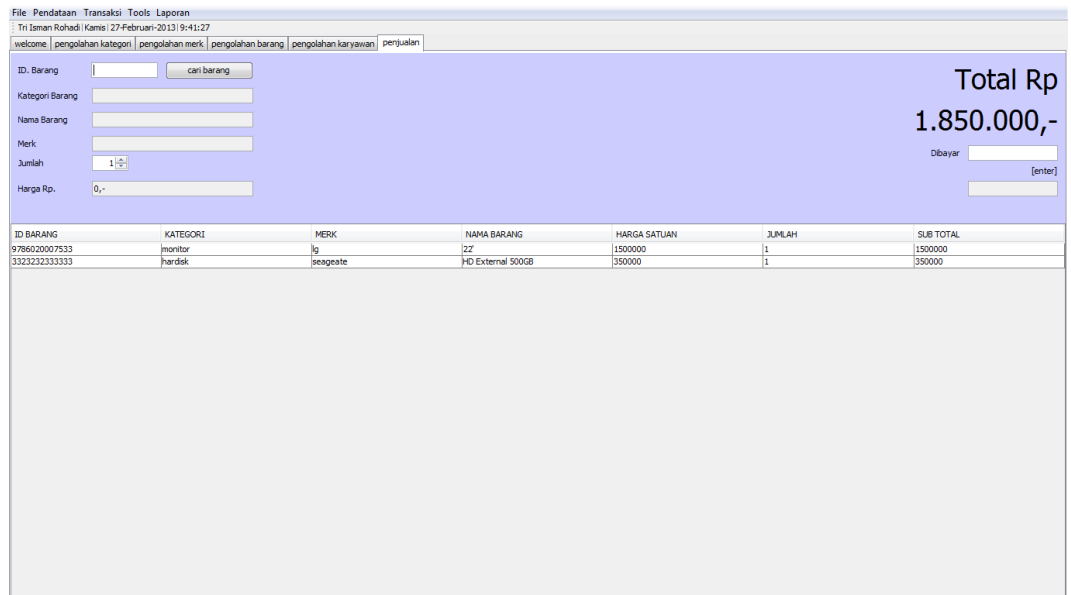 File Pendataan Transaksi Tools Laporan
Tri Isman Rohadi | Kamis | 27-Februari-2013 | 9:41:27
welcome pengolahan kategori pengolahan merk pengolahan barang pengolahan karyawan penjualan
ID. Barang cari barang
Kategori Barang
Nama Barang
Merk
Jumlah 1
Harga Rp. 0,-
Total Rp
1.850.000,-
Dibayar
[enter]
ID BARANG KATEGORI MERK NAMA BARANG HARGA SATUAN JUMLAH SUB TOTAL
9786020007533 monitor lg 22' 1500000 1 1500000
3323232333333 hardisk seageate HD External 500GB 350000 1 350000